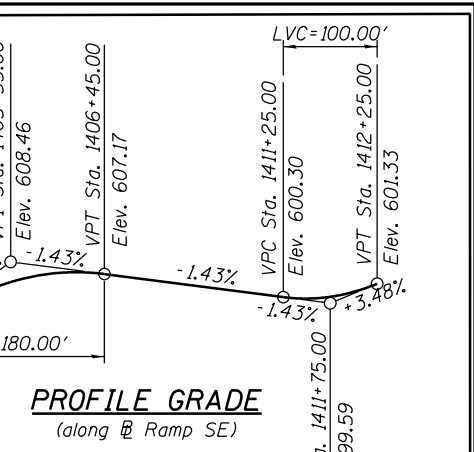 LVC=100.00'
Elev. 608.46
VPT Sta. 1406+45.00
Elev. 607.17
VPC Sta. 1411+25.00
Elev. 600.30
VPT Sta. 1412+25.00
Elev. 601.33
-1.43%
-1.43%
-1.43%
+3.48%
180.00'
1411+75.00
99.59
PROFILE GRADE
(along ㏂ Ramp SE)